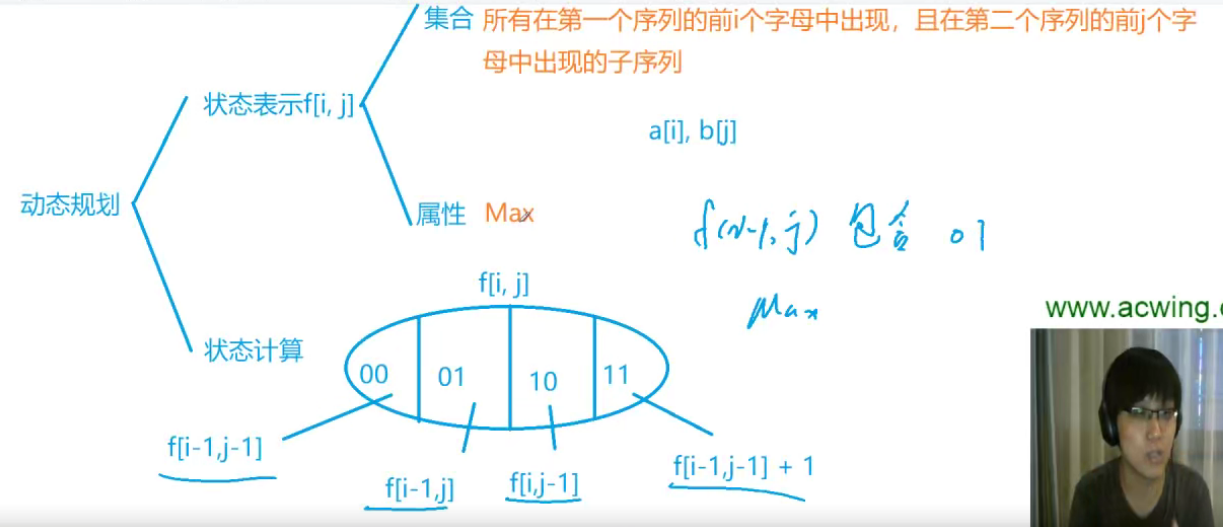 集合 所有在第一个序列的前i个字母中出现，且在第二个序列的前j个字
母中出现的子序列
状态表示f[i, j]
a[i], b[j]
动态规划
属性 Max
f(i-1, j) 包含 01
f[i, j]
Max
www.acwing.c
状态计算
00 01 10 11
f[i-1,j-1]
f[i-1,j]
f[i,j-1]
f[i-1,j-1] + 1